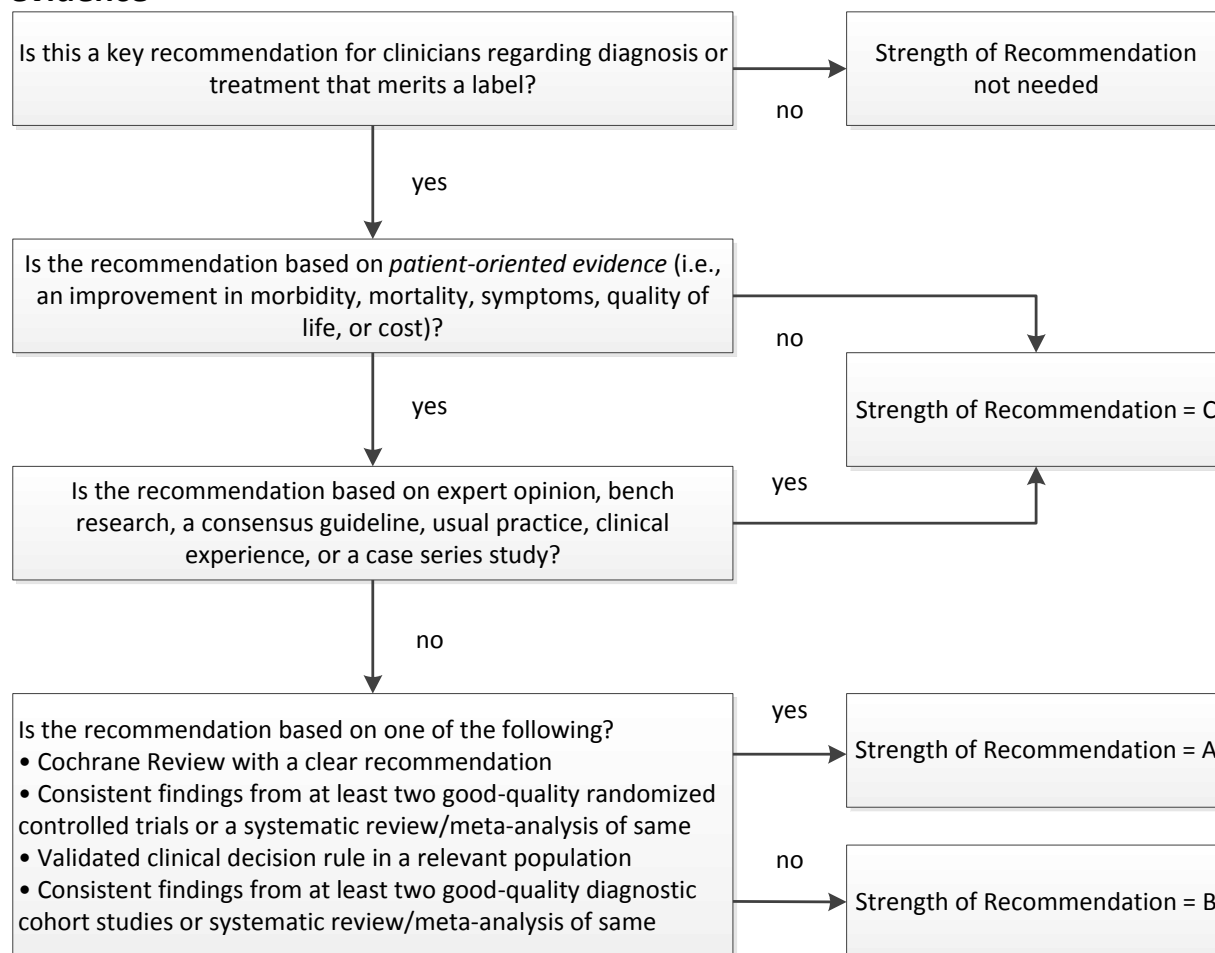 evidence
Is this a key recommendation for clinicians regarding diagnosis or
treatment that merits a label?
Strength of Recommendation
not needed
no
yes
Is the recommendation based on patient-oriented evidence (i.e.,
an improvement in morbidity, mortality, symptoms, quality of
life, or cost)?
no
Strength of Recommendation = C
yes
Is the recommendation based on expert opinion, bench
research, a consensus guideline, usual practice, clinical
experience, or a case series study?
yes
no
Is the recommendation based on one of the following?
• Cochrane Review with a clear recommendation
• Consistent findings from at least two good-quality randomized
controlled trials or a systematic review/meta-analysis of same
• Validated clinical decision rule in a relevant population
• Consistent findings from at least two good-quality diagnostic
cohort studies or systematic review/meta-analysis of same
yes
Strength of Recommendation = A
no
Strength of Recommendation = B